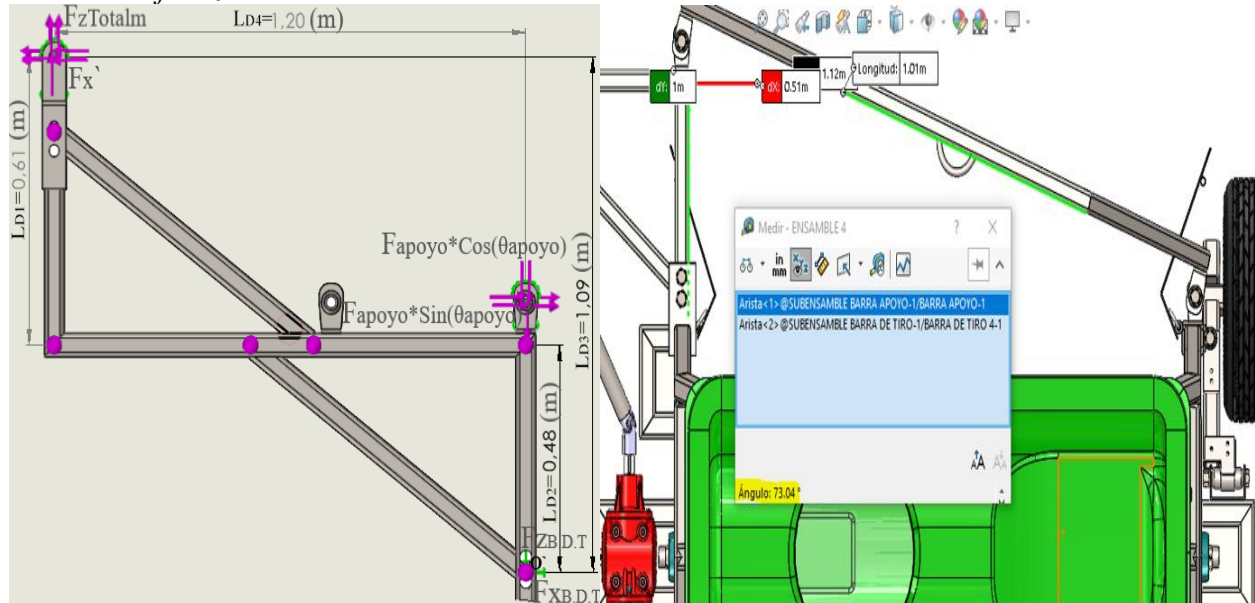 FzTotalm
LD4=1,20 (m)
Fx`
LD1=0,61 (m)
Fapoyo*Cos(θapoyo)
Fapoyo*Sin(θapoyo)
LD3=1,09 (m)
LD2=0,48 (m)
FZB.D.T
O`
FXB.D.T
dY: 1m
dX: 0.51m
1.12m
Longitud: 1.01m
Medir - ENSAMBLE 4
? X
in
mm
XYZ
Arista<1>@SUBENSAMBLE BARRA APOYO-1/BARRA APOYO-1
Arista<2>@SUBENSAMBLE BARRA DE TIRO-1/BARRA DE TIRO 4-1
AA AA
Ángulo: 73.04°